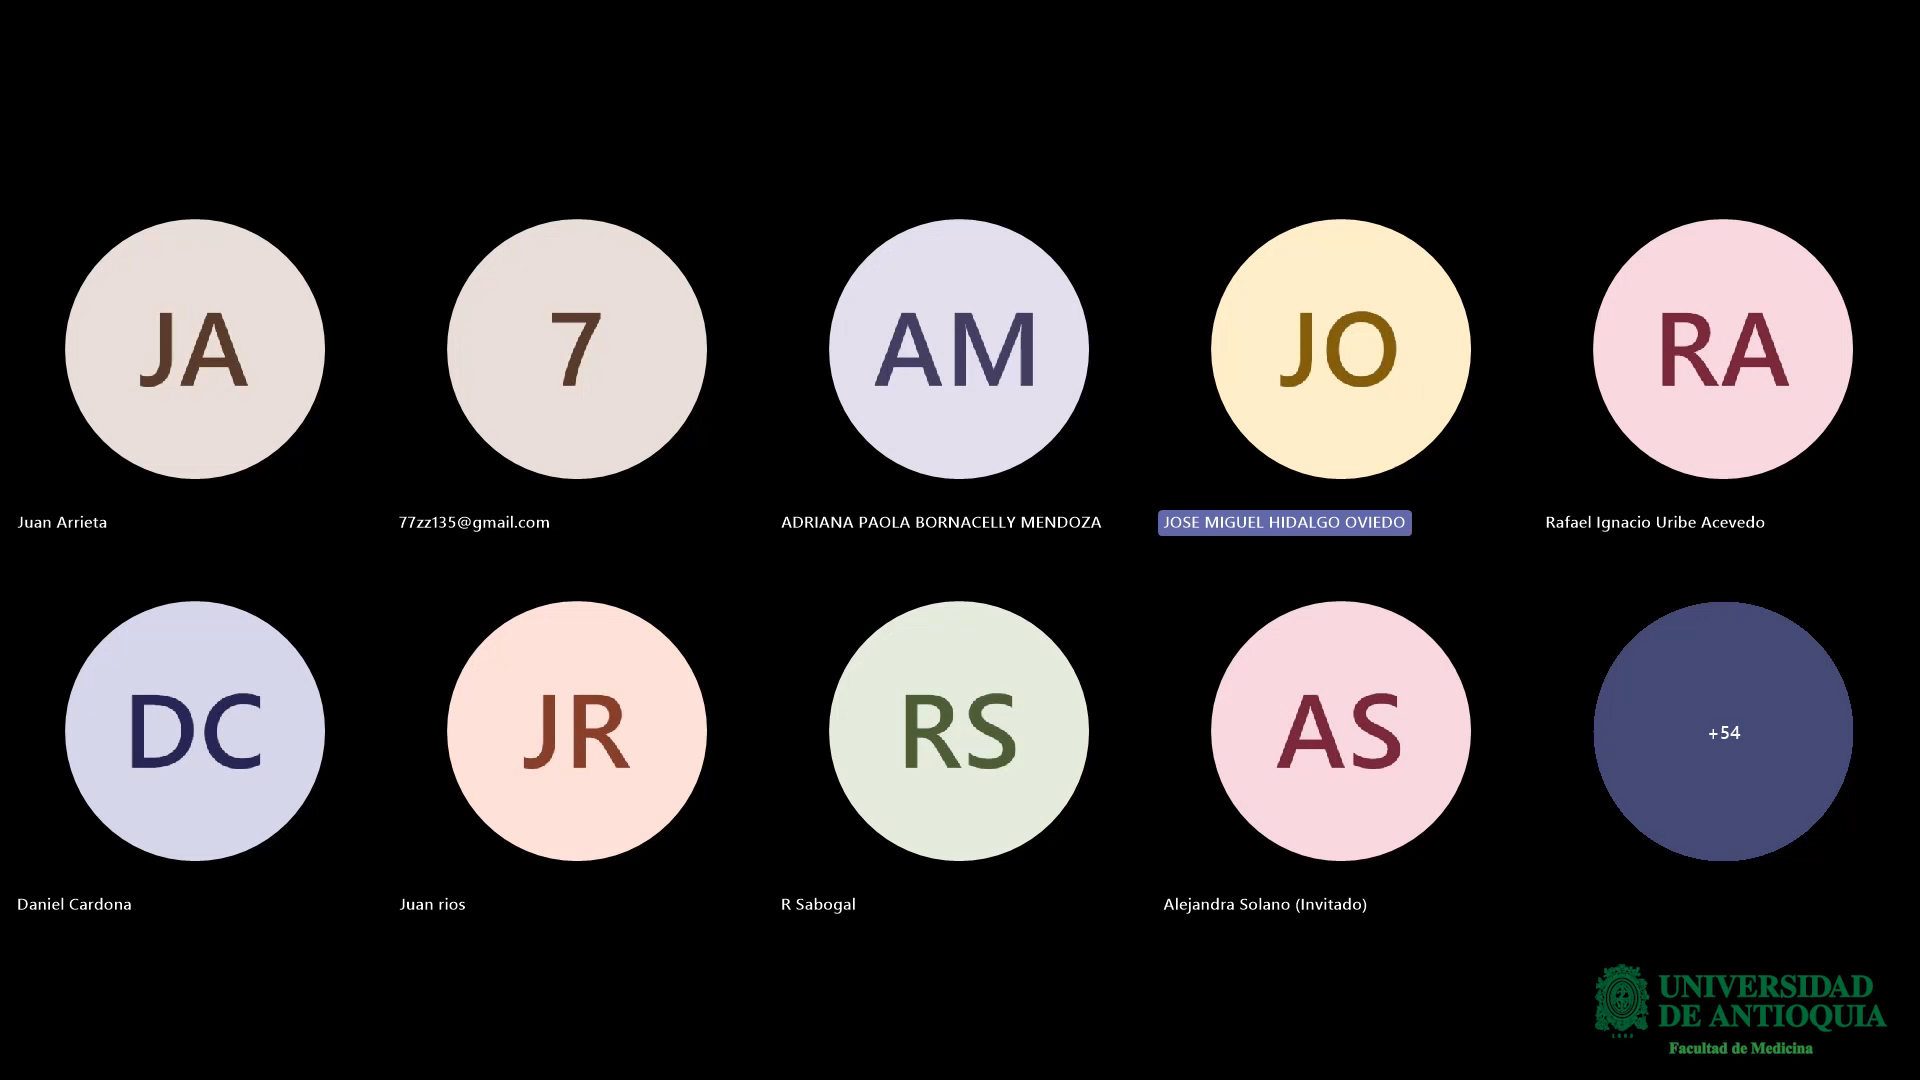 JA
7
AM
JO
RA
Juan Arrieta
77zz135@gmail.com
ADRIANA PAOLA BORNACELLY MENDOZA
JOSE MIGUEL HIDALGO OVIEDO
Rafael Ignacio Uribe Acevedo
DC
JR
RS
AS
+54
Daniel Cardona
Juan rios
R Sabogal
Alejandra Solano (Invitado)
UNIVERSIDAD
DE ANTIOQUIA
Facultad de Medicina